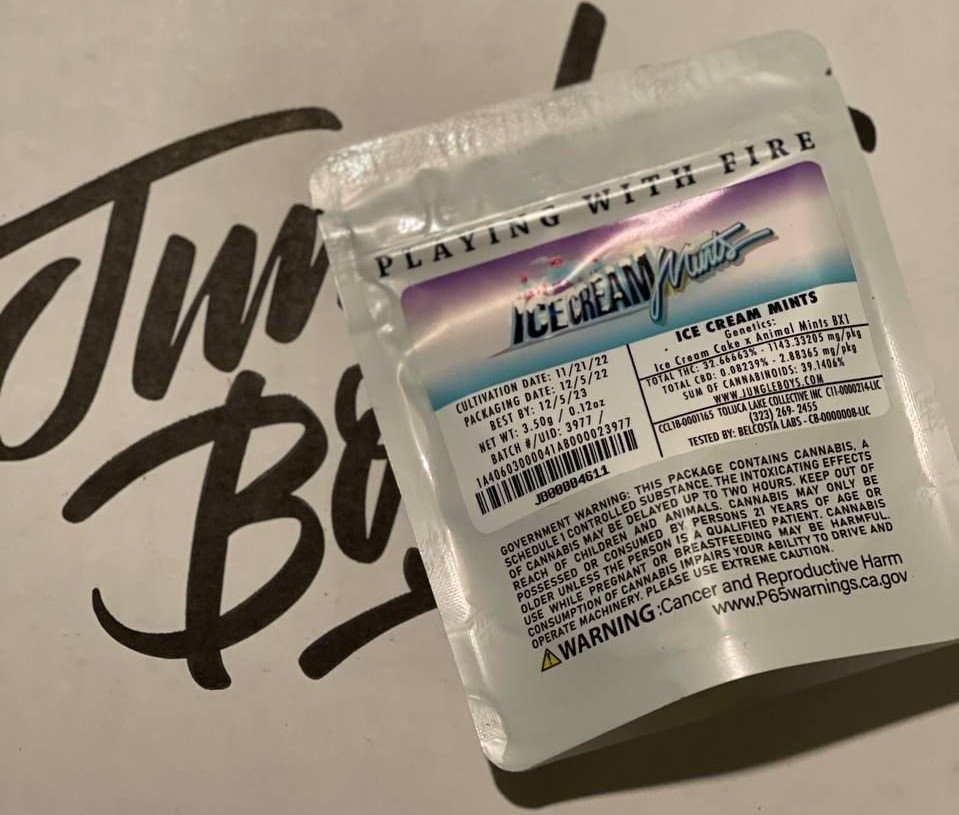 Jun
Bo
PLAYING WITH FIRE
ICE CREAM Mints
CULTIVATION DATE: 11/21/22
PACKAGING DATE: 12/5/22
BEST BY: 12/5/23
NET WT: 3.50g / 0.12oz
BATCH #/UID: 3977 /
1A4060300041AB000023977
JB00004611
ICE CREAM MINTS
Genetics:
Ice Cream Cake x Animal Mints BX1
TOTAL THC: 32.66663% - 1143.33205 mg/pkg
TOTAL CBD: 0.08239% - 2.88365 mg/pkg
SUM OF CANNABINOIDS: 39.1406%
WWW.JUNGLEBOYS.COM
CCL18-0001165 TOLUCA LAKE COLLECTIVE INC C11-0000214-LIC
(323) 269-2455
TESTED BY: BELCOSTA LABS - C8-0000008-LIC
GOVERNMENT WARNING: THIS PACKAGE CONTAINS CANNABIS, A
SCHEDULE 1 CONTROLLED SUBSTANCE. THE INTOXICATING EFFECTS
OF CANNABIS MAY BE DELAYED UP TO TWO HOURS. KEEP OUT OF
REACH OF CHILDREN AND ANIMALS. CANNABIS MAY ONLY BE
POSSESSED OR CONSUMED BY PERSONS 21 YEARS OF AGE OR
OLDER UNLESS THE PERSON IS A QUALIFIED PATIENT. CANNABIS
USE WHILE PREGNANT OR BREASTFEEDING MAY BE HARMFUL.
CONSUMPTION OF CANNABIS IMPAIRS YOUR ABILITY TO DRIVE AND
OPERATE MACHINERY. PLEASE USE EXTREME CAUTION.
WARNING: Cancer and Reproductive Harm
www.P65warnings.ca.gov